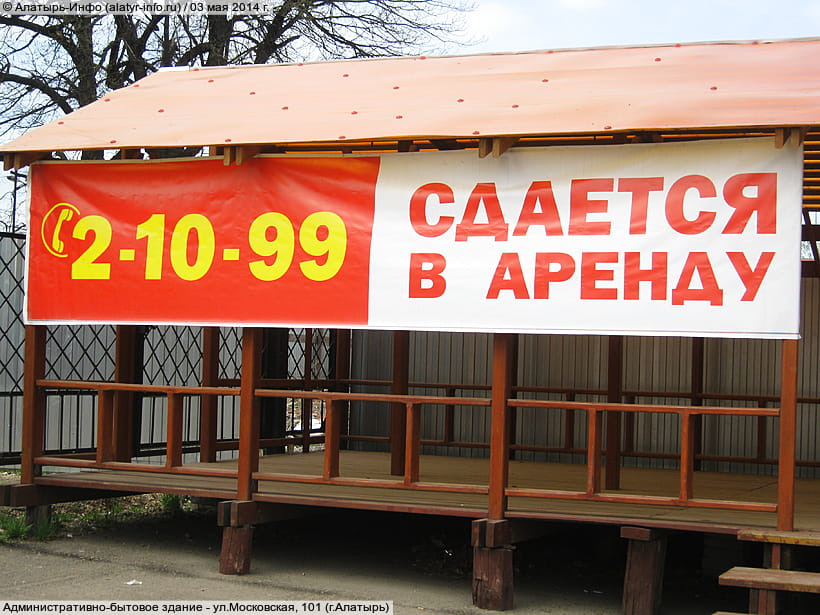 © Алатырь-Инфо (alatyr-info.ru) / 03 мая 2014 г.
2-10-99
СДАЕТСЯ
В АРЕНДУ
Административно-бытовое здание - ул.Московская, 101 (г.Алатырь)